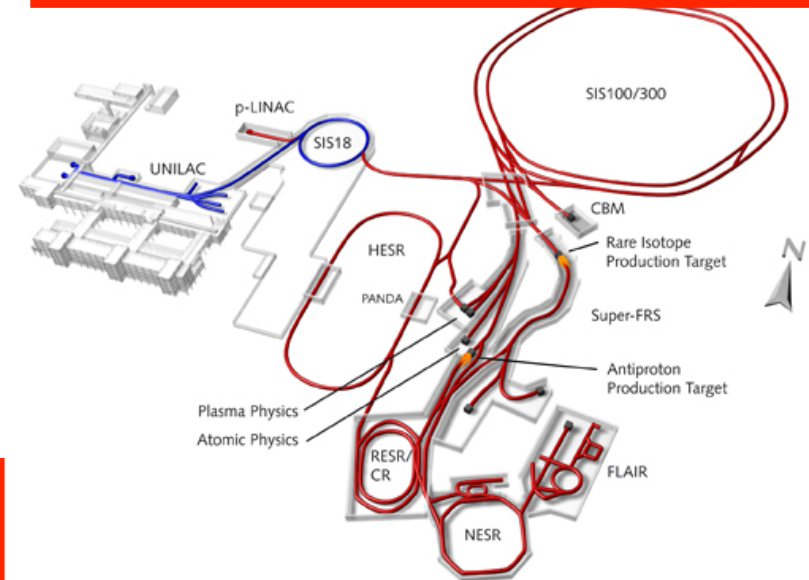 SIS100/300
p-LINAC
SIS18
UNILAC
CBM
HESR
Rare Isotope
Production Target
N
PANDA
Super-FRS
Antiproton
Production Target
Plasma Physics
Atomic Physics
RESR/
CR
FLAIR
NESR